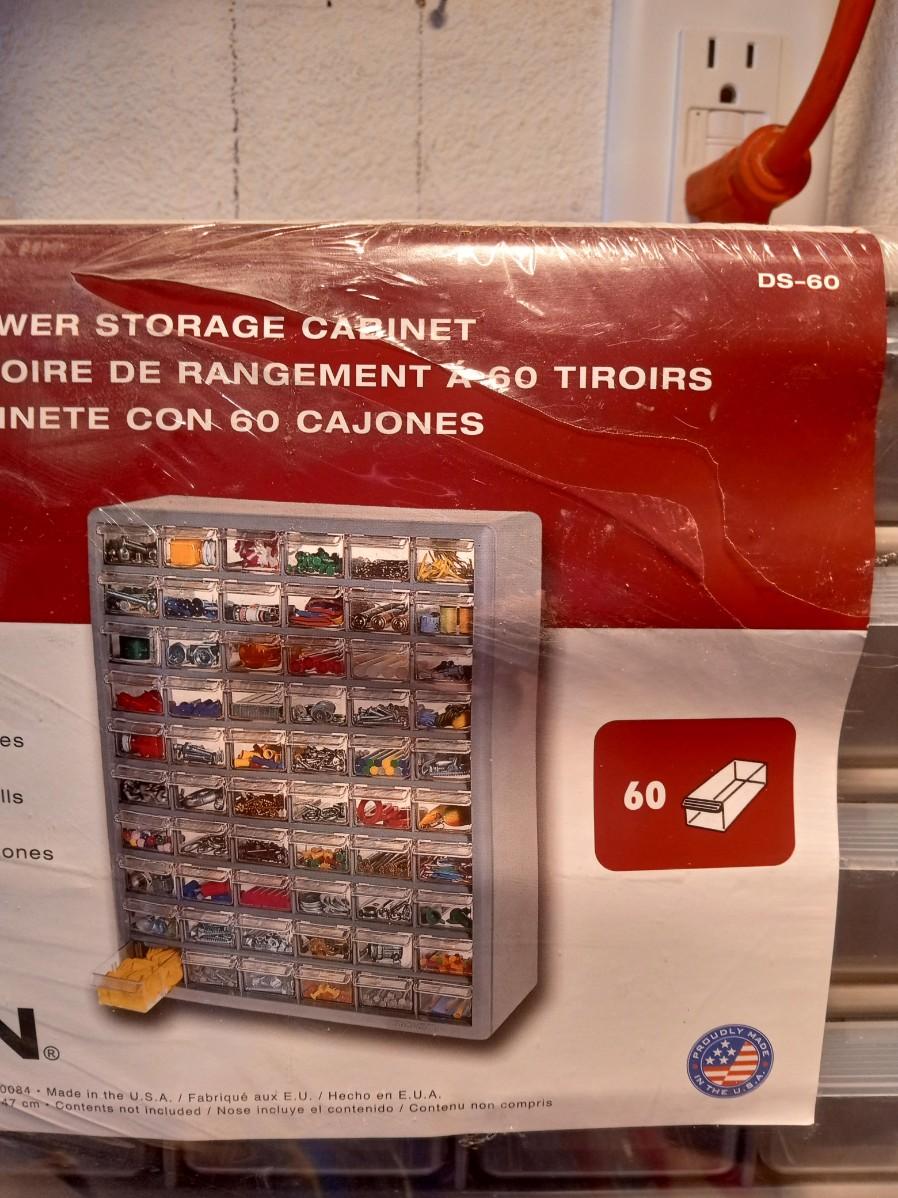 DS-60
WER STORAGE CABINET
OIRE DE RANGEMENT À 60 TIROIRS
INETE CON 60 CAJONES
60
es
lls
ones
N®
PROUDLY MADE
IN THE U.S.A.
0084 • Made in the U.S.A. / Fabriqué aux E.U. / Hecho en E.U.A.
47 cm • Contents not included / Nose incluye el contenido / Contenu non compris